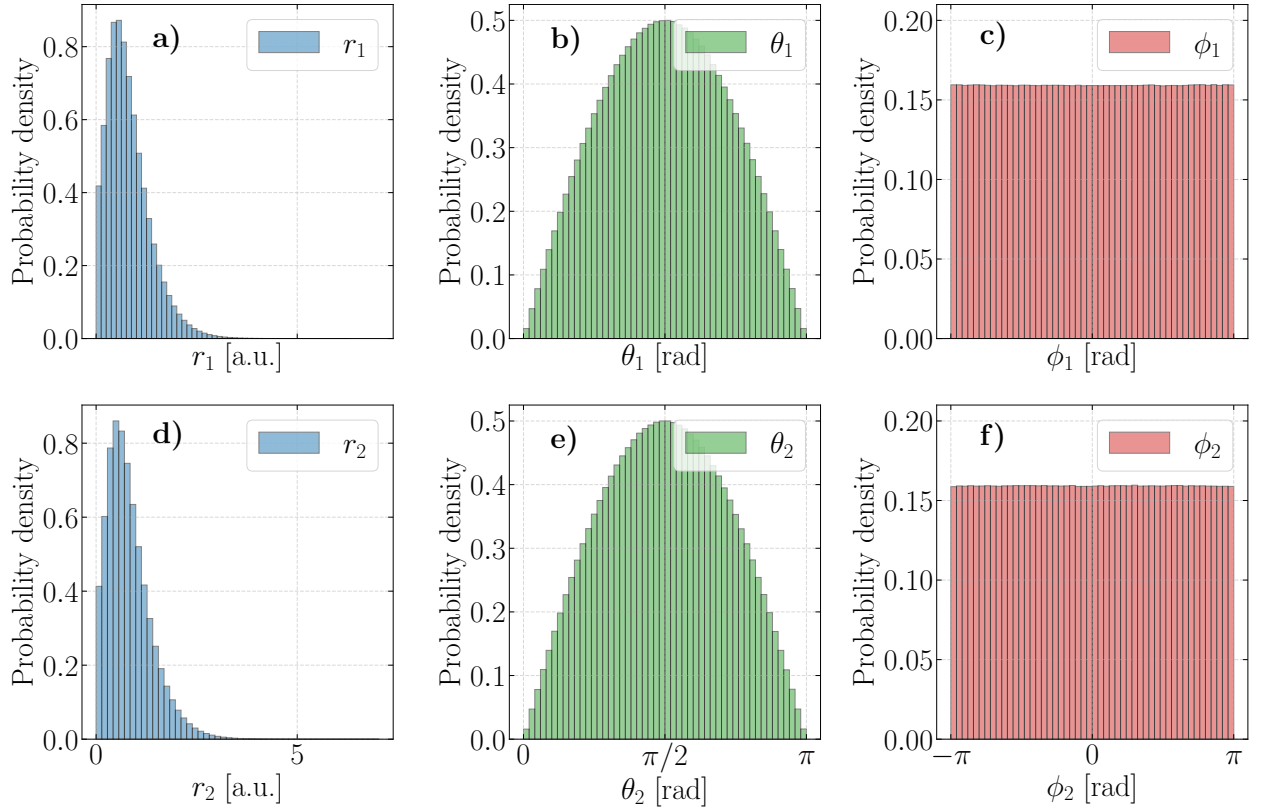 a)
r₁
Probability density
0.8
0.6
0.4
0.2
0.0
r₁ [a.u.]
b)
θ₁
Probability density
0.5
0.4
0.3
0.2
0.1
0.0
θ₁ [rad]
c)
ϕ₁
Probability density
0.20
0.15
0.10
0.05
0.00
ϕ₁ [rad]
d)
r₂
Probability density
0.8
0.6
0.4
0.2
0.0
0 5
r₂ [a.u.]
e)
θ₂
Probability density
0.5
0.4
0.3
0.2
0.1
0.0
0 π/2 π
θ₂ [rad]
f)
ϕ₂
Probability density
0.20
0.15
0.10
0.05
0.00
−π 0 π
ϕ₂ [rad]